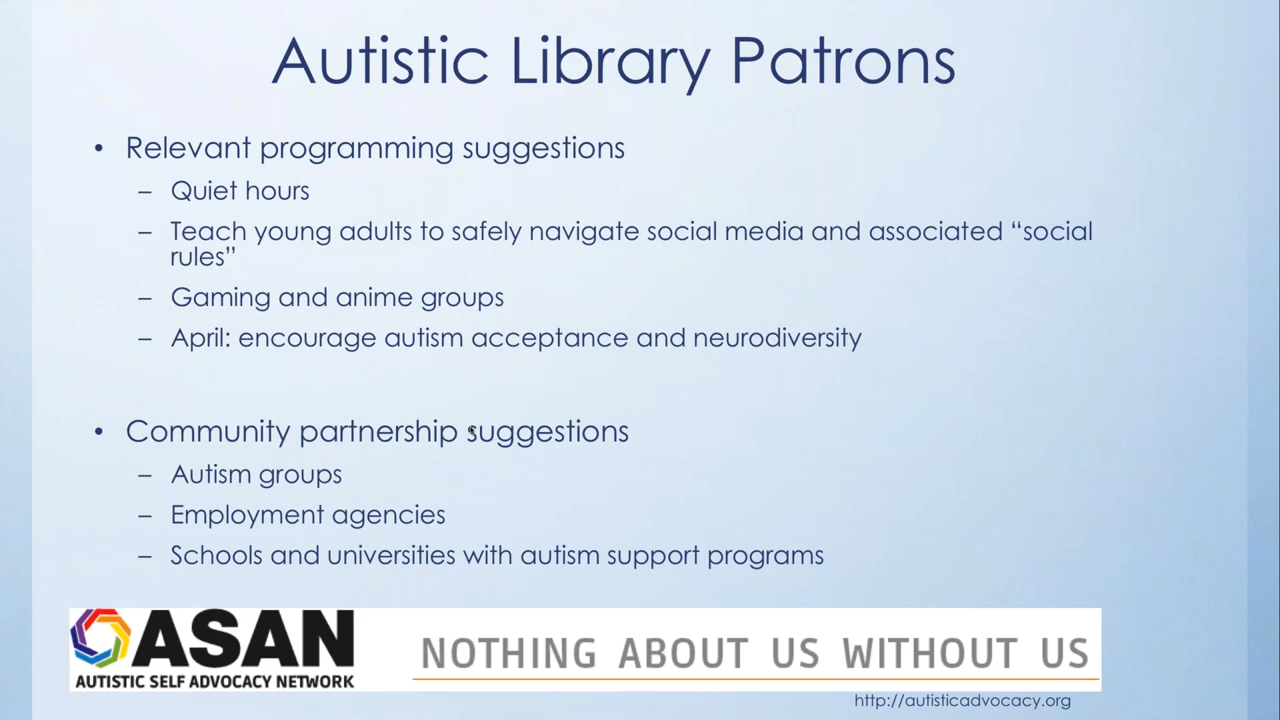 Autistic Library Patrons
• Relevant programming suggestions
– Quiet hours
– Teach young adults to safely navigate social media and associated “social
rules”
– Gaming and anime groups
– April: encourage autism acceptance and neurodiversity
• Community partnership suggestions
– Autism groups
– Employment agencies
– Schools and universities with autism support programs
ASAN
AUTISTIC SELF ADVOCACY NETWORK
NOTHING ABOUT US WITHOUT US
http://autisticadvocacy.org